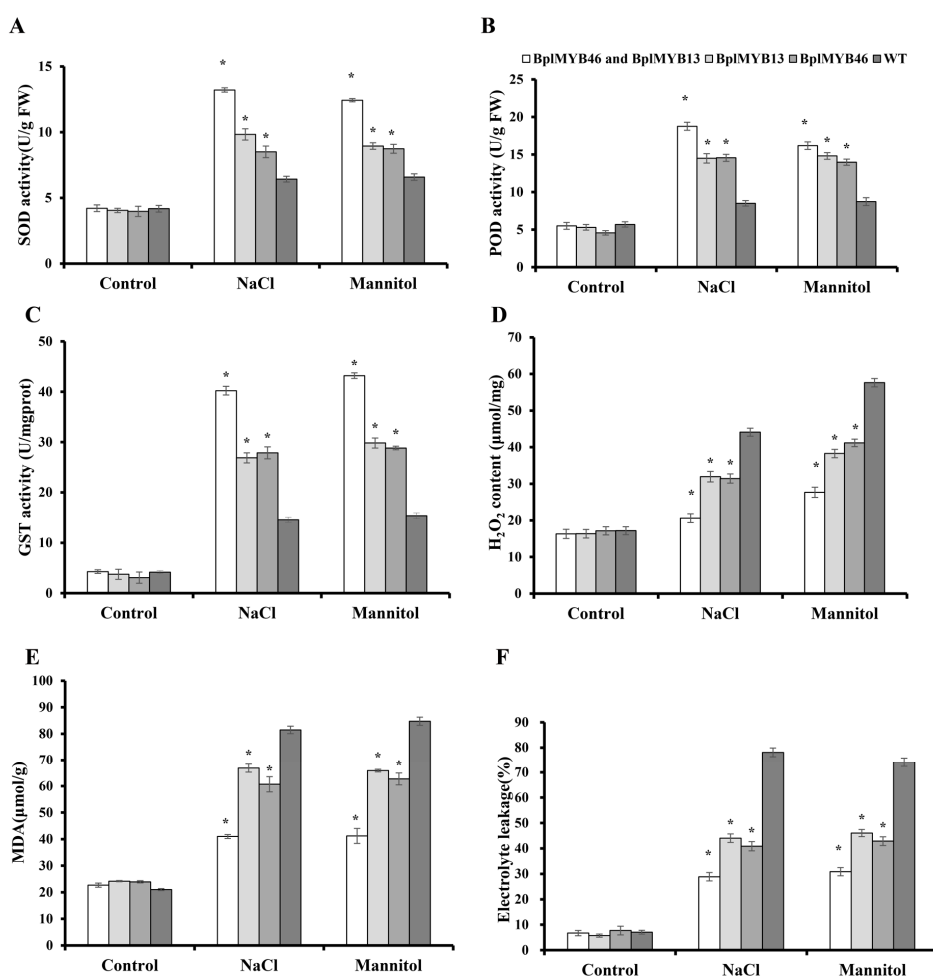 A
SOD activity(U/g FW)
15
10
5
0
* * * * * *
Control NaCl Mannitol
B
BplMYB46 and BplMYB13 BplMYB13 BplMYB46 WT
POD activity (U/g FW)
25
20
15
10
5
0
* * * * * *
Control NaCl Mannitol
C
GST activity (U/mgprot)
50
40
30
20
10
0
* * * * * *
Control NaCl Mannitol
D
H₂O₂ content (μmol/mg)
70
60
50
40
30
20
10
0
* * * * * *
Control NaCl Mannitol
E
MDA(μmol/g)
100
90
80
70
60
50
40
30
20
10
0
* * * * * *
Control NaCl Mannitol
F
Electrolyte leakage(%)
90
80
70
60
50
40
30
20
10
0
* * * * * *
Control NaCl Mannitol